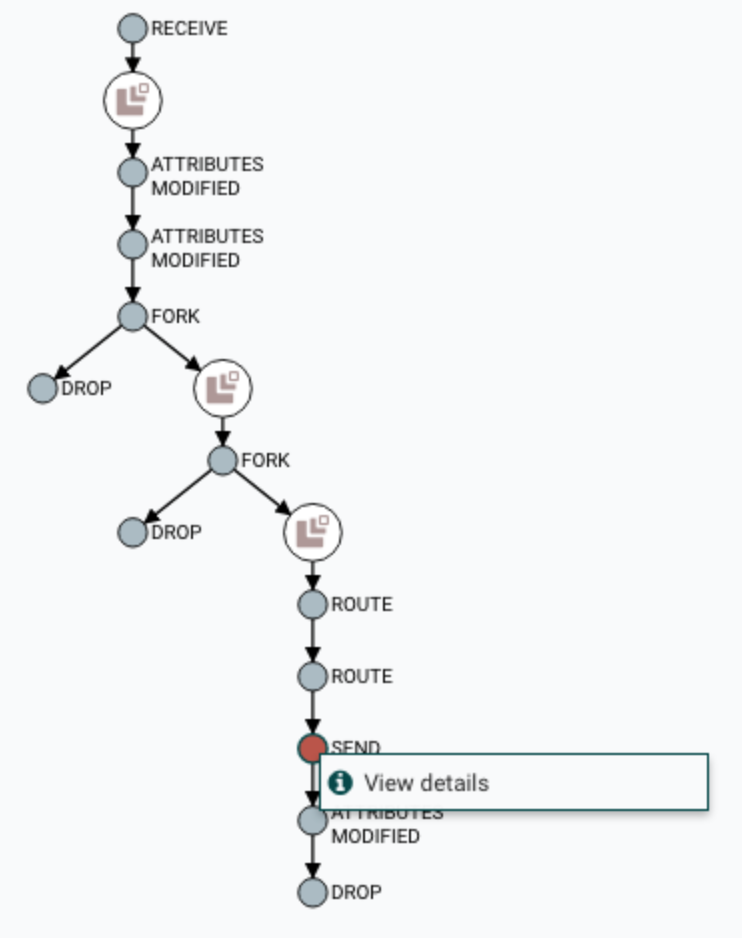 RECEIVE
ATTRIBUTES
MODIFIED
ATTRIBUTES
MODIFIED
FORK
DROP
FORK
DROP
ROUTE
ROUTE
SEND
View details
ATTRIBUTES
MODIFIED
DROP